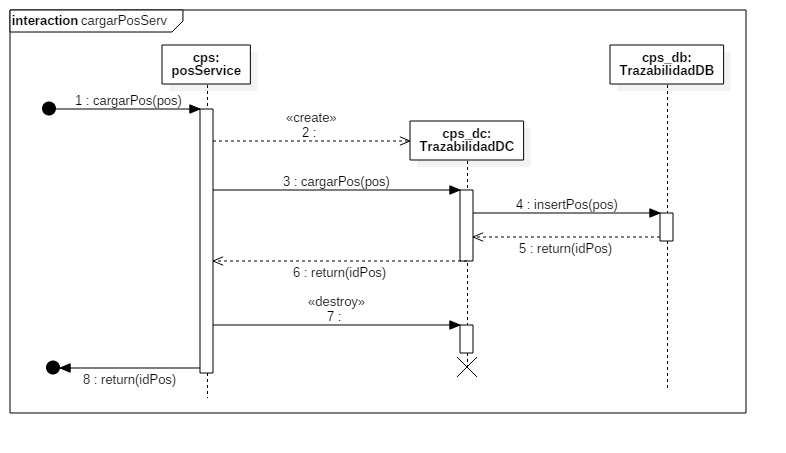 interaction cargarPosServ
cps:
posService
cps_db:
TrazabilidadDB
1 : cargarPos(pos)
«create»
2 :
cps_dc:
TrazabilidadDC
3 : cargarPos(pos)
4 : insertPos(pos)
5 : return(idPos)
6 : return(idPos)
«destroy»
7 :
8 : return(idPos)